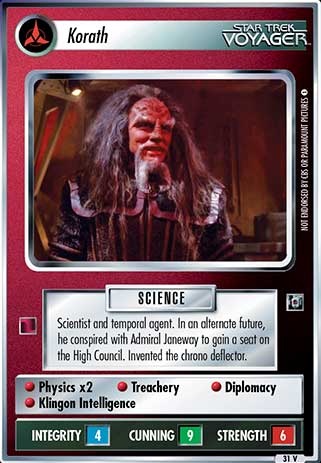 Korath
STAR TREK
VOYAGER
NOT ENDORSED BY CBS OR PARAMOUNT PICTURES
SCIENCE
Scientist and temporal agent. In an alternate future,
he conspired with Admiral Janeway to gain a seat on
the High Council. Invented the chrono deflector.
Physics x2 Treachery Diplomacy
Klingon Intelligence
INTEGRITY 4 CUNNING 9 STRENGTH 6
31 V